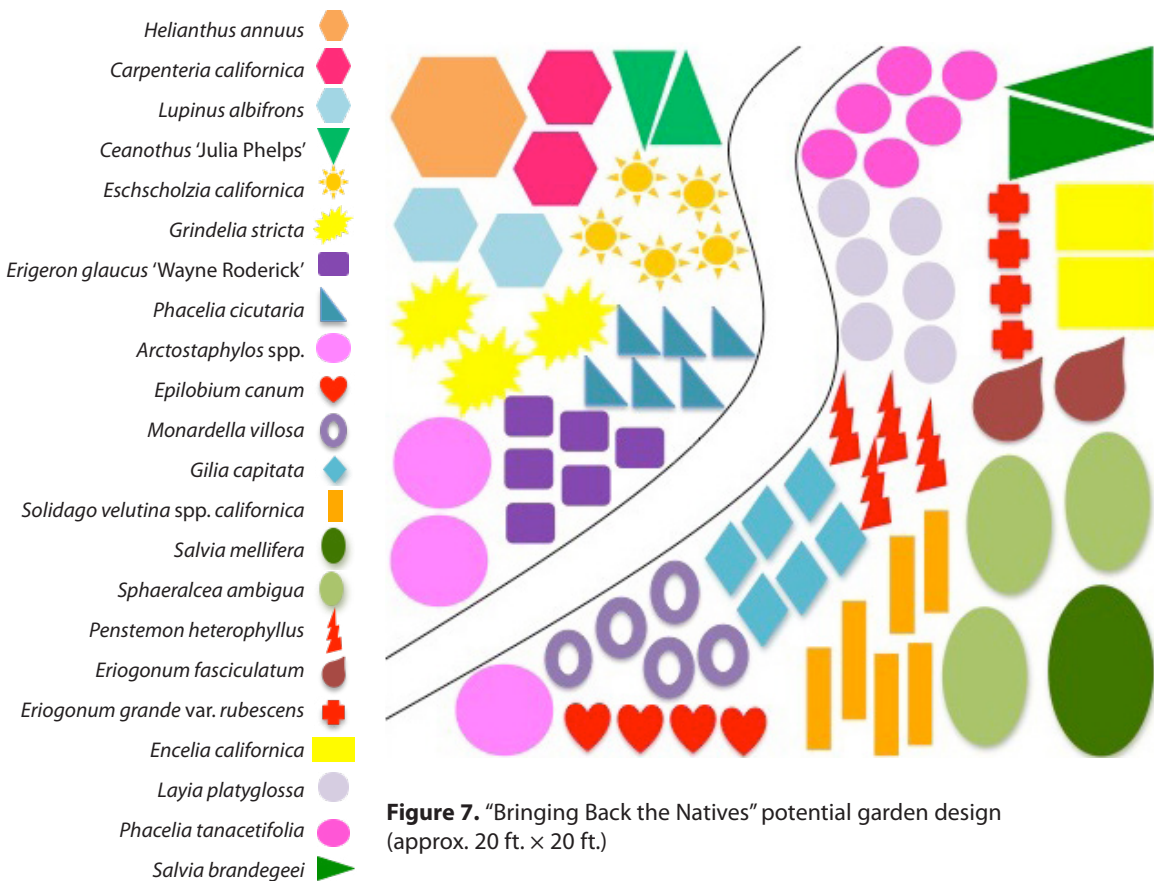 Helianthus annuus
Carpenteria californica
Lupinus albifrons
Ceanothus ‘Julia Phelps’
Eschscholzia californica
Grindelia stricta
Erigeron glaucus ‘Wayne Roderick’
Phacelia cicutaria
Arctostaphylos spp.
Epilobium canum
Monardella villosa
Gilia capitata
Solidago velutina spp. californica
Salvia mellifera
Sphaeralcea ambigua
Penstemon heterophyllus
Eriogonum fasciculatum
Eriogonum grande var. rubescens
Encelia californica
Layia platyglossa
Phacelia tanacetifolia
Salvia brandegeei
Figure 7. “Bringing Back the Natives” potential garden design
(approx. 20 ft. × 20 ft.)